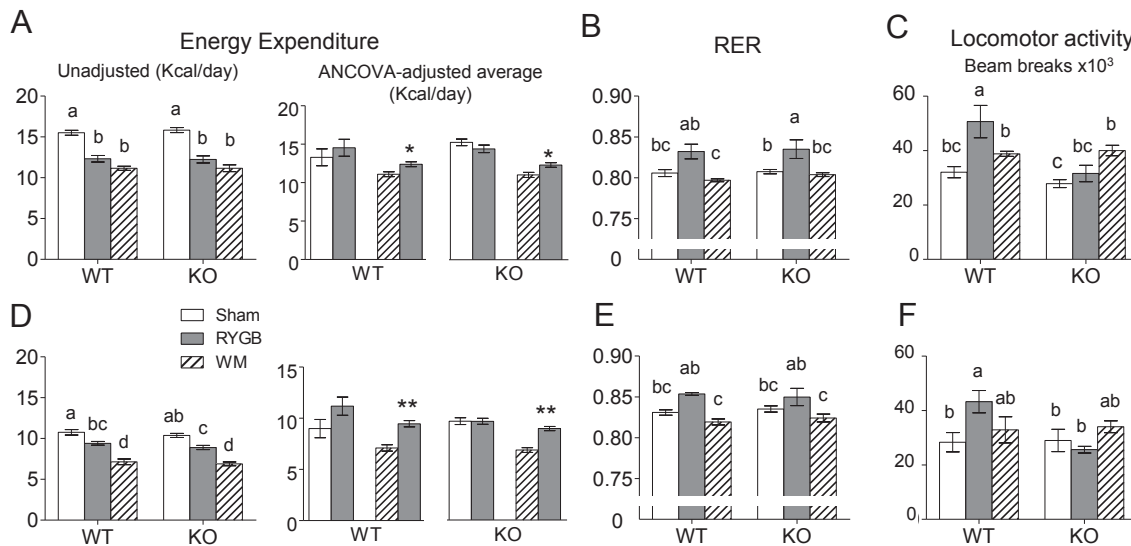 A
Energy Expenditure
Unadjusted (Kcal/day)
ANCOVA-adjusted average
(Kcal/day)
20
15
10
5
0
a
b
b
a
b
b
WT
KO
20
15
10
5
0
*
*
WT
KO
B
RER
0.90
0.85
0.80
0.75
0
bc
ab
c
b
a
bc
WT
KO
C
Locomotor activity
Beam breaks x10³
60
40
20
0
bc
a
b
c
bc
b
WT
KO
D
Sham
RYGB
WM
20
15
10
5
0
a
bc
d
ab
c
d
WT
KO
15
10
5
0
**
**
WT
KO
E
0.90
0.85
0.80
0.75
0
bc
ab
c
bc
ab
c
WT
KO
F
60
40
20
0
b
a
ab
b
b
ab
WT
KO